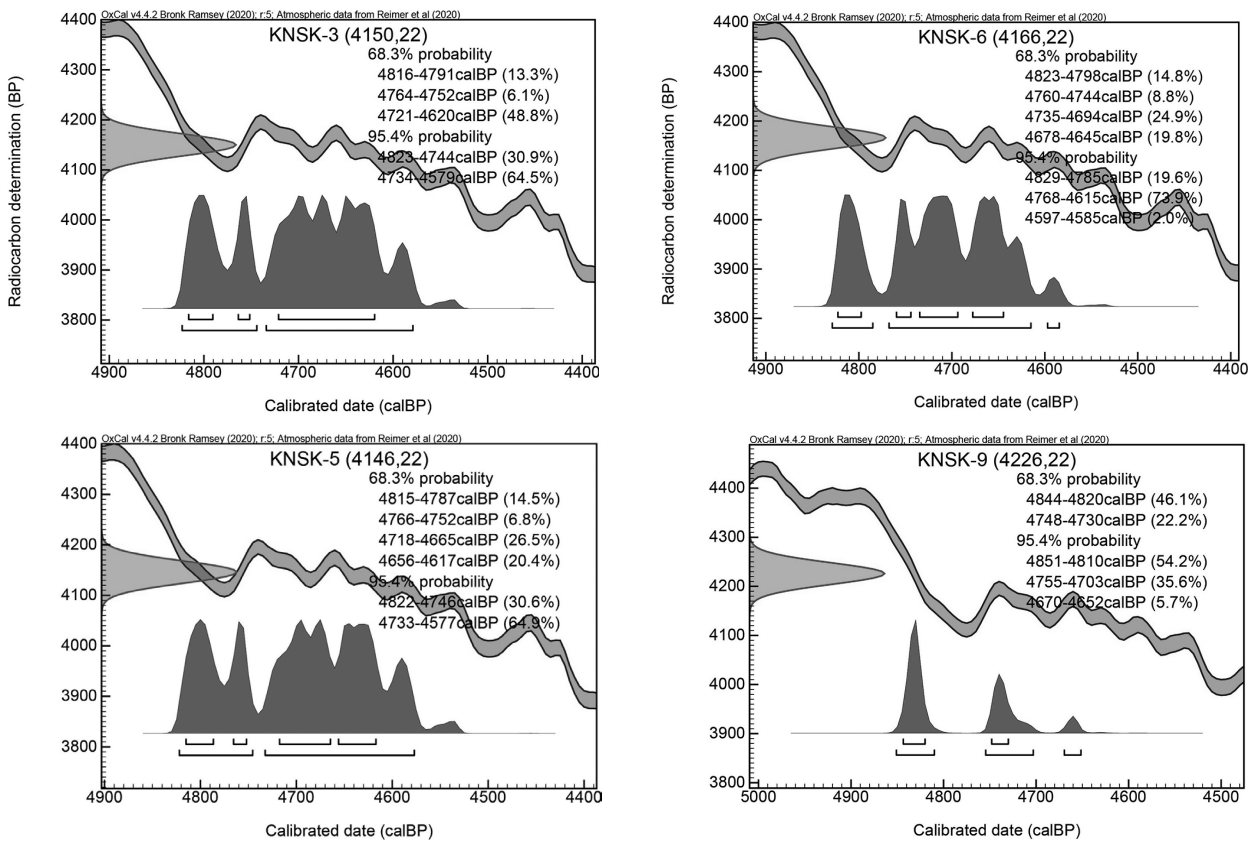 OxCal v4.4.2 Bronk Ramsey (2020); r:5; Atmospheric data from Reimer et al (2020)
KNSK-3 (4150,22)
68.3% probability
4816-4791calBP (13.3%)
4764-4752calBP (6.1%)
4721-4620calBP (48.8%)
95.4% probability
4823-4744calBP (30.9%)
4734-4579calBP (64.5%)
Radiocarbon determination (BP)
4400
4300
4200
4100
4000
3900
3800
4900 4800 4700 4600 4500 4400
Calibrated date (calBP)
OxCal v4.4.2 Bronk Ramsey (2020); r:5; Atmospheric data from Reimer et al (2020)
KNSK-6 (4166,22)
68.3% probability
4823-4798calBP (14.8%)
4760-4744calBP (8.8%)
4735-4694calBP (24.9%)
4678-4645calBP (19.8%)
95.4% probability
4829-4785calBP (19.6%)
4768-4615calBP (73.9%)
4597-4585calBP (2.0%)
Radiocarbon determination (BP)
4400
4300
4200
4100
4000
3900
3800
4900 4800 4700 4600 4500 4400
Calibrated date (calBP)
OxCal v4.4.2 Bronk Ramsey (2020); r:5; Atmospheric data from Reimer et al (2020)
KNSK-5 (4146,22)
68.3% probability
4815-4787calBP (14.5%)
4766-4752calBP (6.8%)
4718-4665calBP (26.5%)
4656-4617calBP (20.4%)
95.4% probability
4822-4746calBP (30.6%)
4733-4577calBP (64.9%)
4400
4300
4200
4100
4000
3900
3800
4900 4800 4700 4600 4500 4400
Calibrated date (calBP)
OxCal v4.4.2 Bronk Ramsey (2020); r:5; Atmospheric data from Reimer et al (2020)
KNSK-9 (4226,22)
68.3% probability
4844-4820calBP (46.1%)
4748-4730calBP (22.2%)
95.4% probability
4851-4810calBP (54.2%)
4755-4703calBP (35.6%)
4670-4652calBP (5.7%)
4400
4300
4200
4100
4000
3900
3800
5000 4900 4800 4700 4600 4500
Calibrated date (calBP)